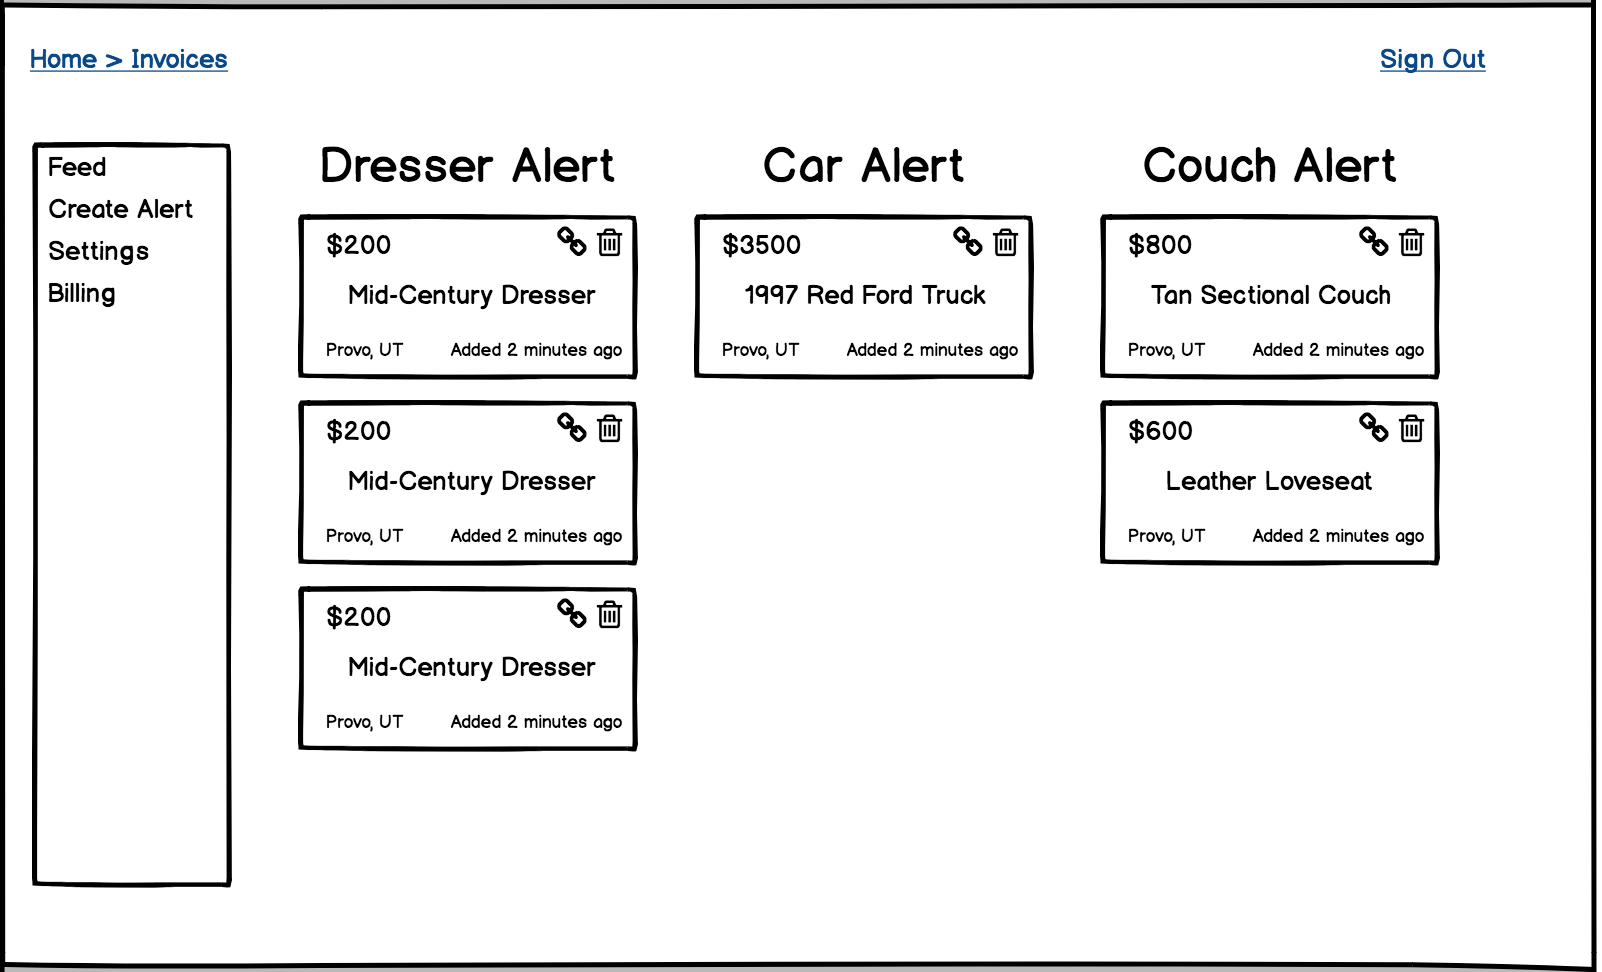 Home > Invoices
Sign Out
Feed
Create Alert
Settings
Billing
Dresser Alert
$200
Mid-Century Dresser
Provo, UT Added 2 minutes ago
$200
Mid-Century Dresser
Provo, UT Added 2 minutes ago
$200
Mid-Century Dresser
Provo, UT Added 2 minutes ago
Car Alert
$3500
1997 Red Ford Truck
Provo, UT Added 2 minutes ago
Couch Alert
$800
Tan Sectional Couch
Provo, UT Added 2 minutes ago
$600
Leather Loveseat
Provo, UT Added 2 minutes ago